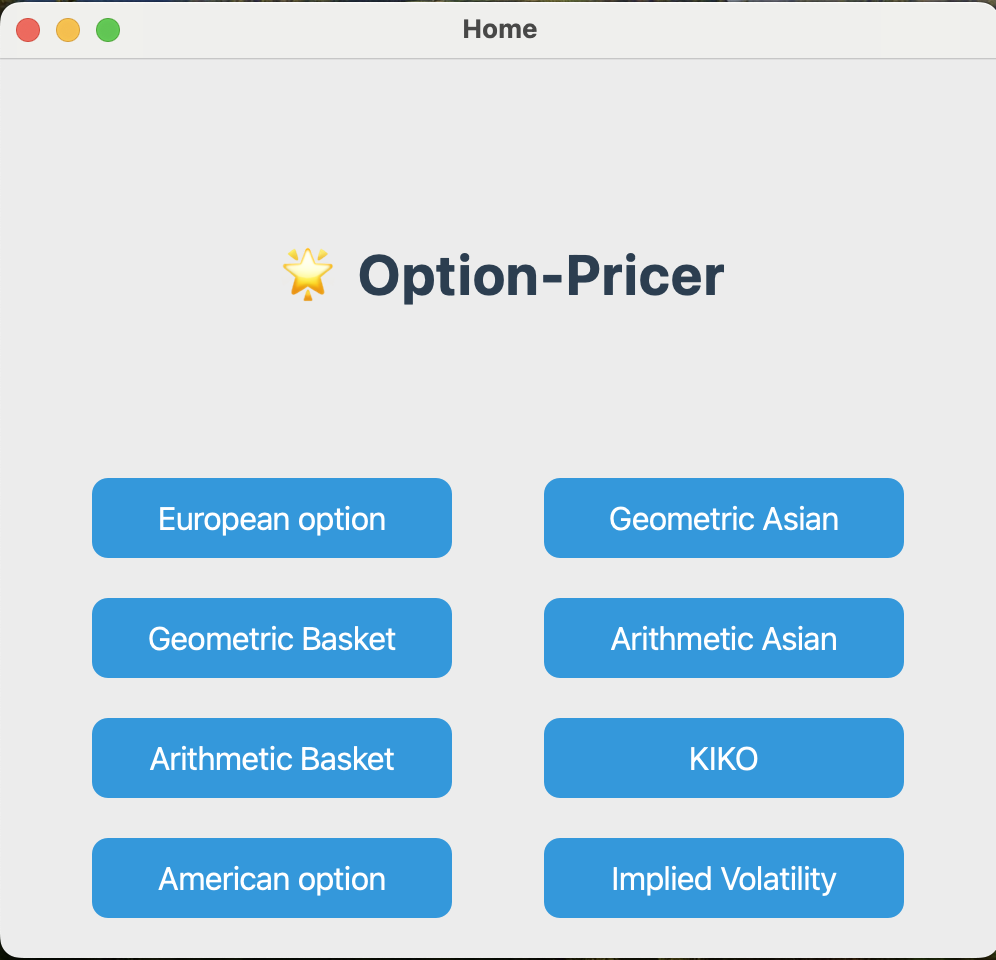 Home
🌟 Option-Pricer
European option
Geometric Asian
Geometric Basket
Arithmetic Asian
Arithmetic Basket
KIKO
American option
Implied Volatility